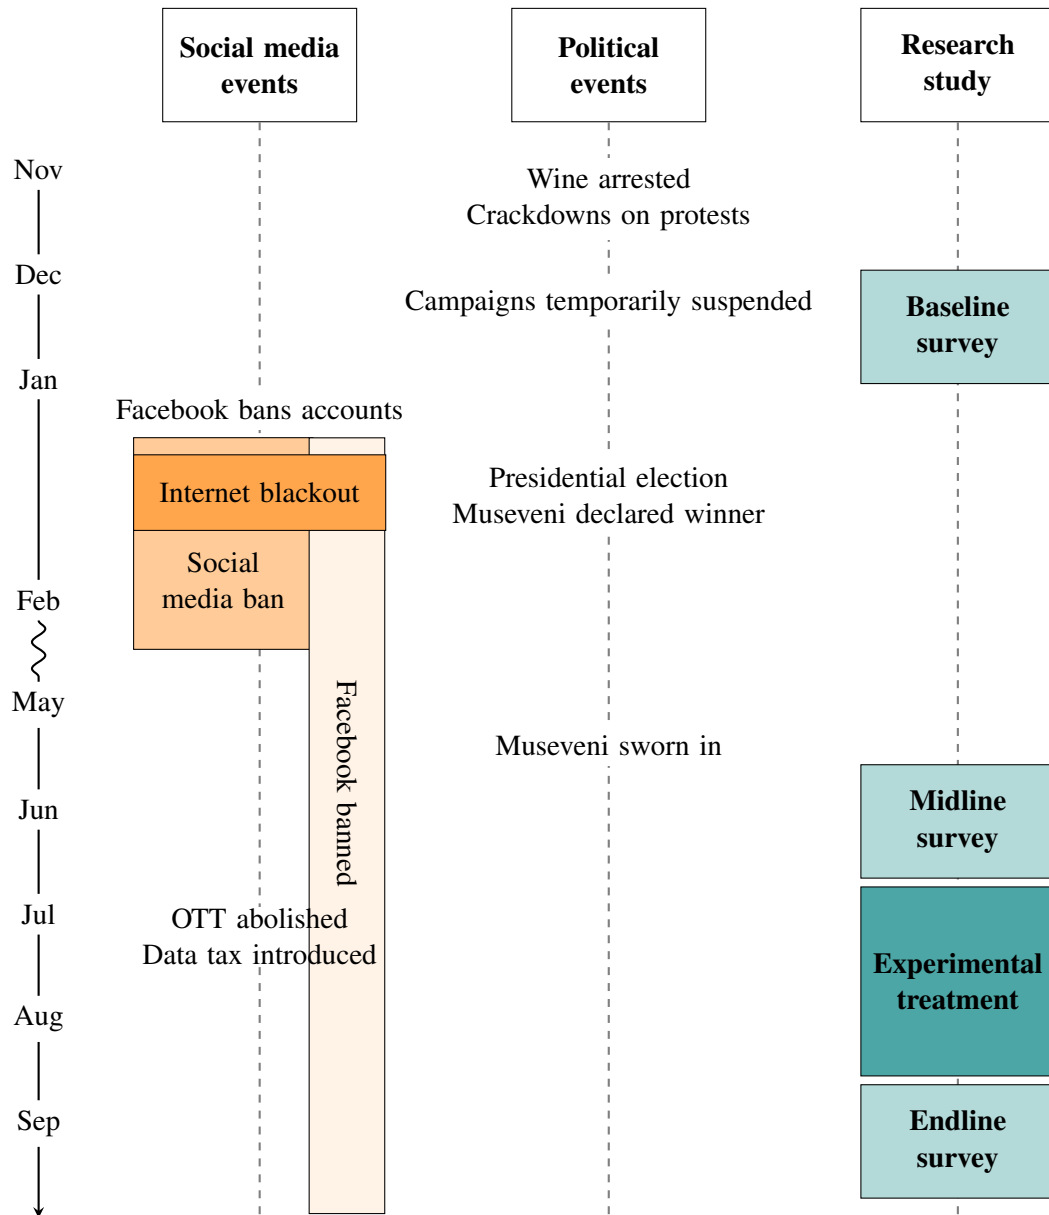 Social media
events
Political
events
Research
study
Nov
Wine arrested
Crackdowns on protests
Dec
Campaigns temporarily suspended
Baseline
survey
Jan
Facebook bans accounts
Internet blackout
Presidential election
Museveni declared winner
Social
media ban
Feb
May
Facebook banned
Museveni sworn in
Jun
Midline
survey
Jul
OTT abolished
Data tax introduced
Experimental
treatment
Aug
Sep
Endline
survey